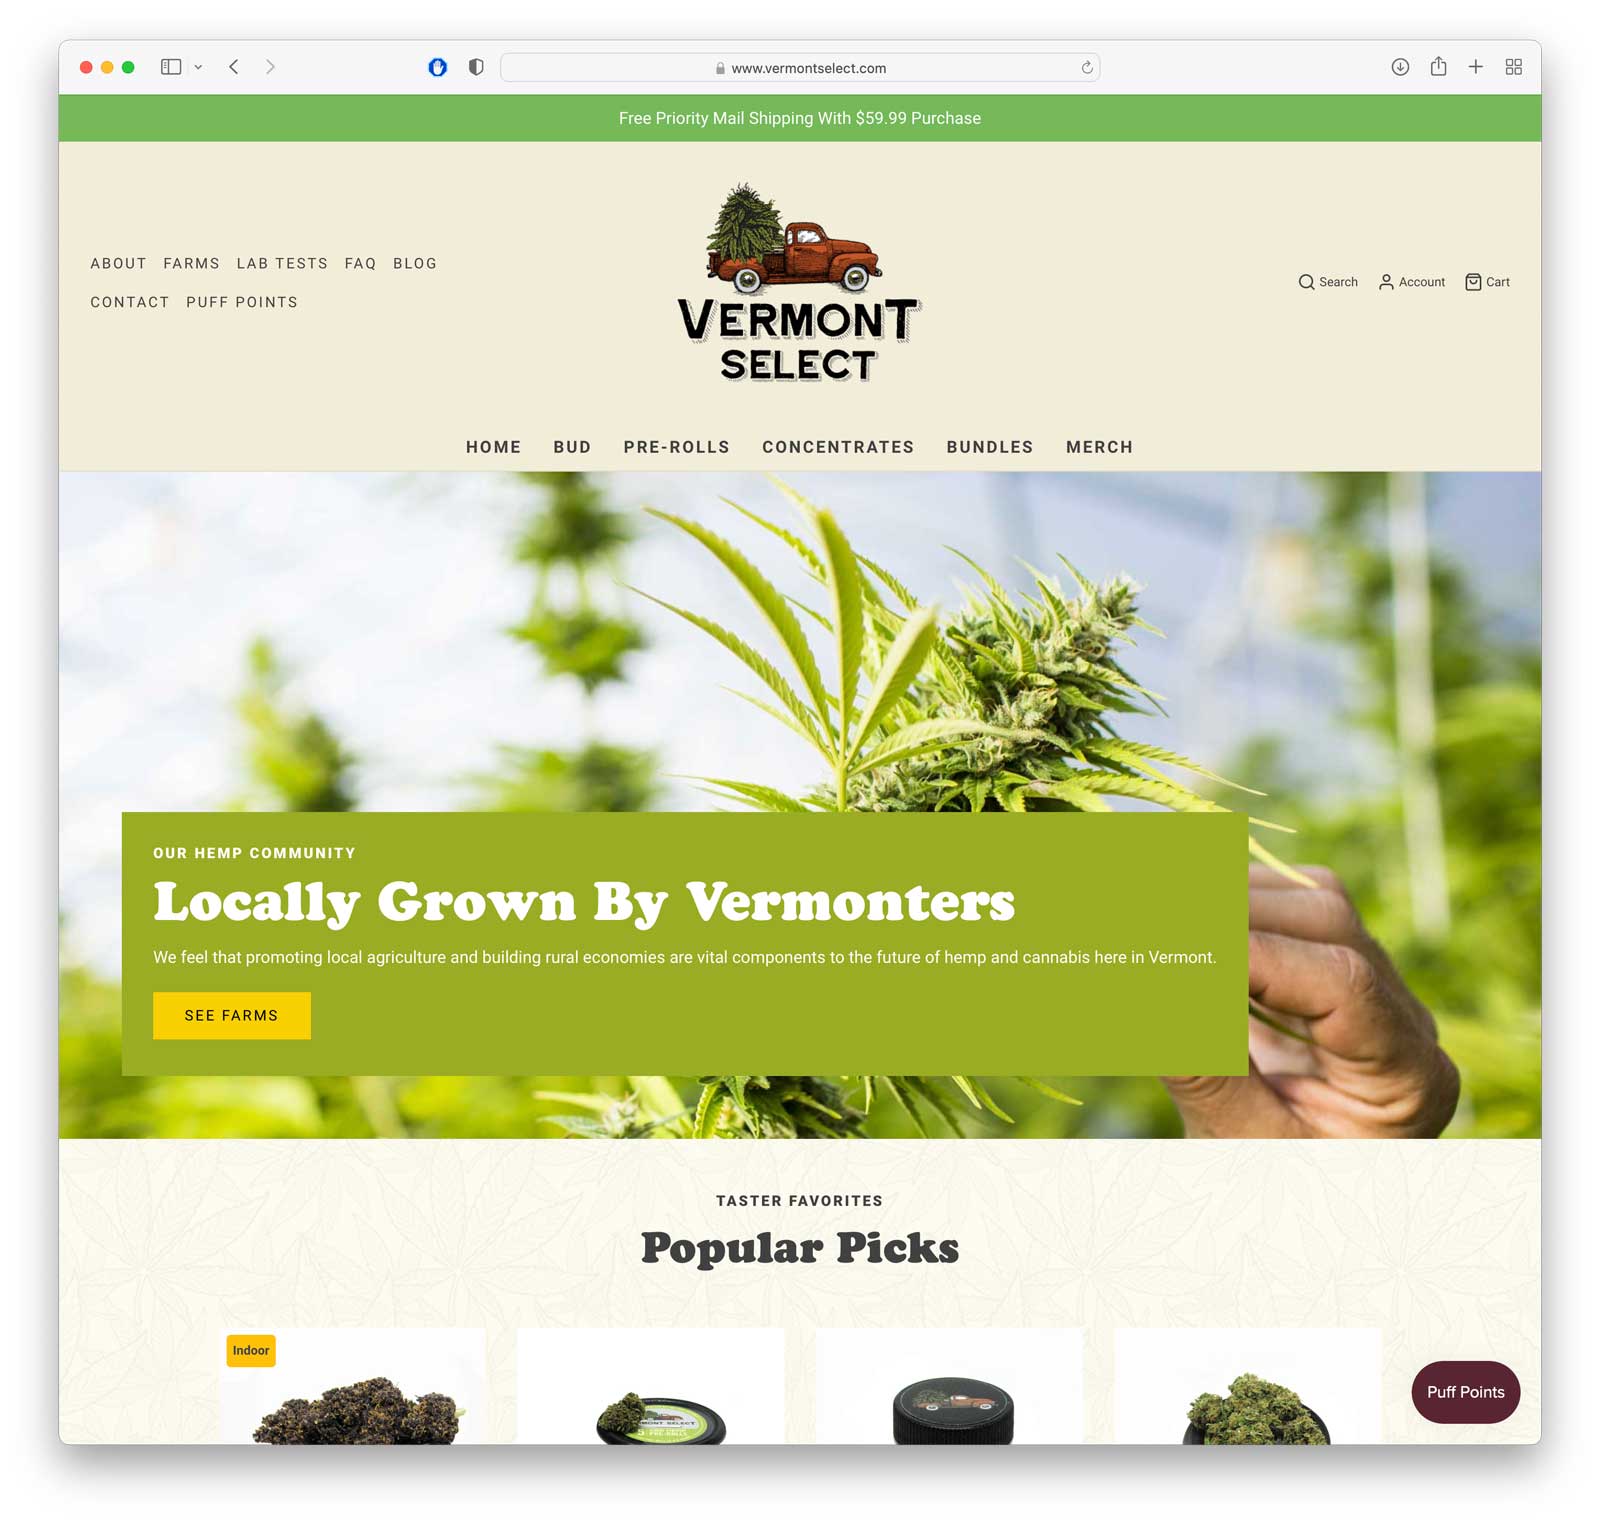 www.vermontselect.com
Free Priority Mail Shipping With $59.99 Purchase
ABOUT FARMS LAB TESTS FAQ BLOG
CONTACT PUFF POINTS
VERMONT
SELECT
Search Account Cart
HOME BUD PRE-ROLLS CONCENTRATES BUNDLES MERCH
OUR HEMP COMMUNITY
Locally Grown By Vermonters
We feel that promoting local agriculture and building rural economies are vital components to the future of hemp and cannabis here in Vermont.
SEE FARMS
TASTER FAVORITES
Popular Picks
Indoor
SELECT
Puff Points